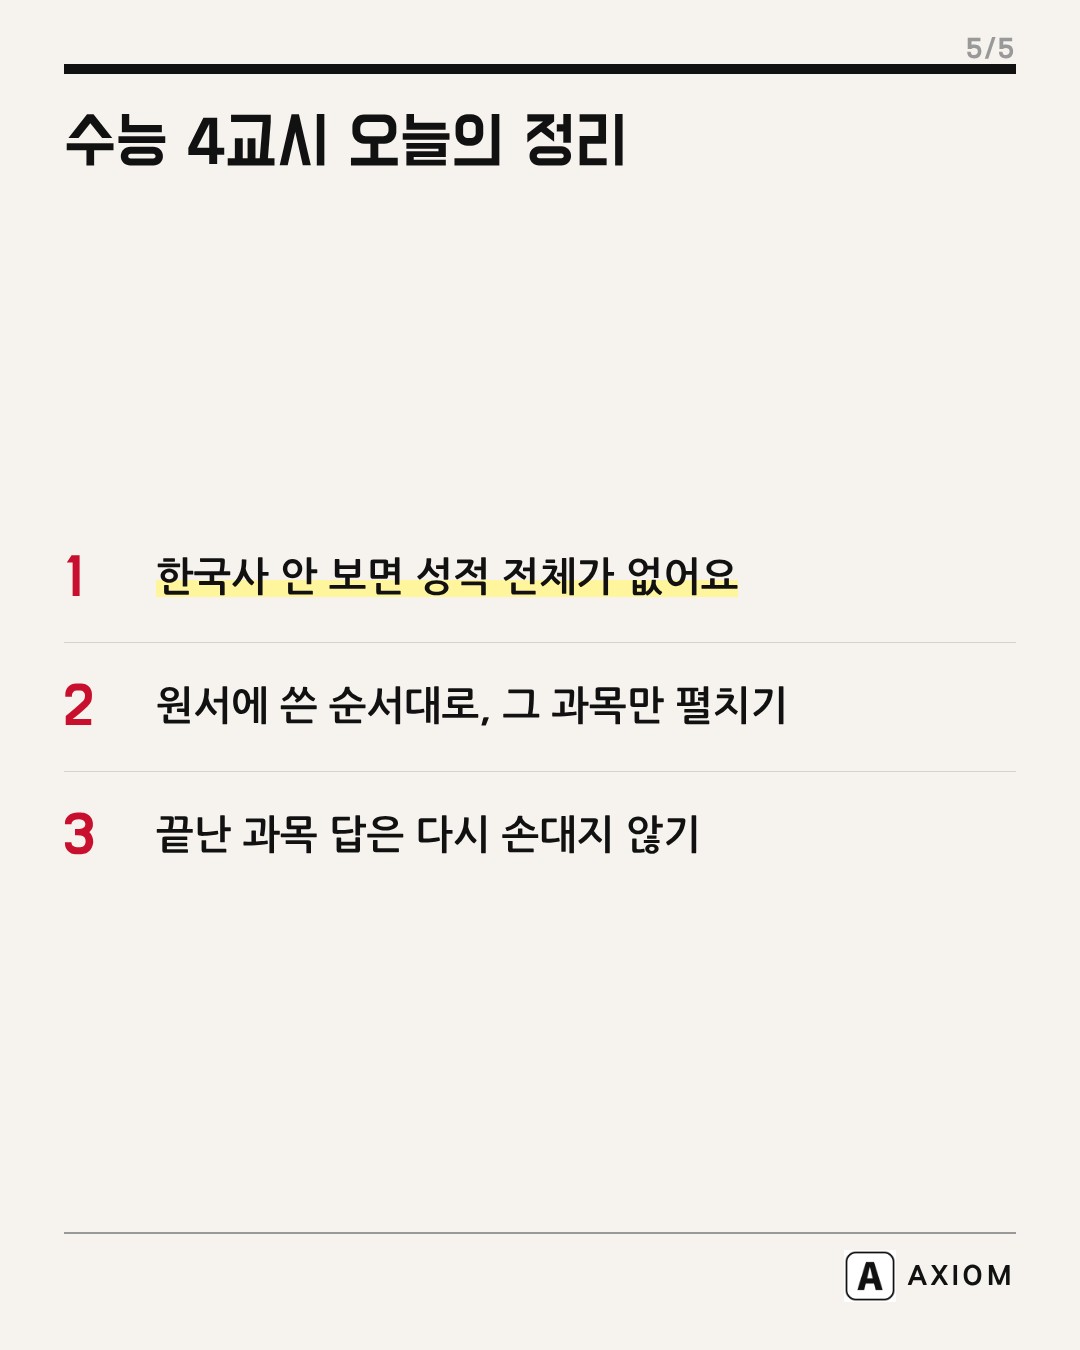 5/5
수능 4교시 오늘의 정리
1 한국사 안 보면 성적 전체가 없어요
2 원서에 쓴 순서대로, 그 과목만 펼치기
3 끝난 과목 답은 다시 손대지 않기
A AXIOM